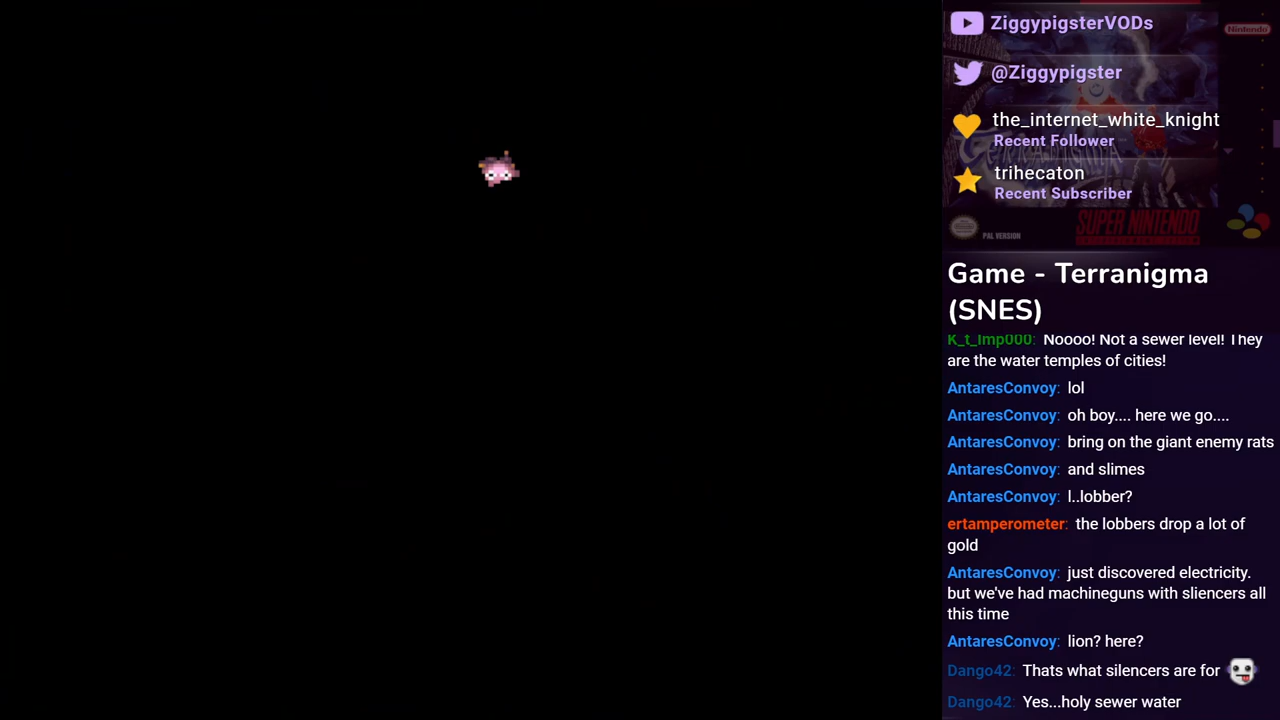 ZiggypigsterVODs
Nintendo
@Ziggypigster
the_internet_white_knight
Recent Follower
trihecaton
Recent Subscriber
PAL VERSION
SUPER NINTENDO
Game - Terranigma
(SNES)
K_t_Imp000: Noooo! Not a sewer level! They
are the water temples of cities!
AntaresConvoy: lol
AntaresConvoy: oh boy.... here we go....
AntaresConvoy: bring on the giant enemy rats
AntaresConvoy: and slimes
AntaresConvoy: l..lobber?
ertamperometer: the lobbers drop a lot of
gold
AntaresConvoy: just discovered electricity.
but we've had machineguns with sliencers all
this time
AntaresConvoy: lion? here?
Dango42: Thats what silencers are for
Dango42: Yes...holy sewer water